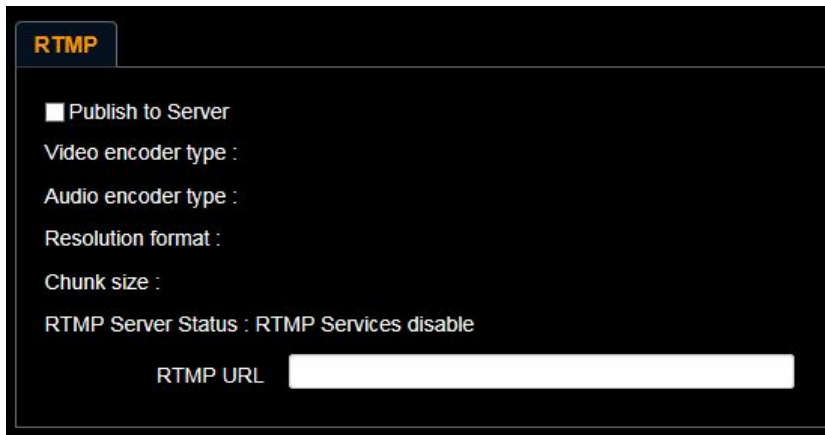 RTMP
Publish to Server
Video encoder type :
Audio encoder type :
Resolution format :
Chunk size :
RTMP Server Status : RTMP Services disable
RTMP URL